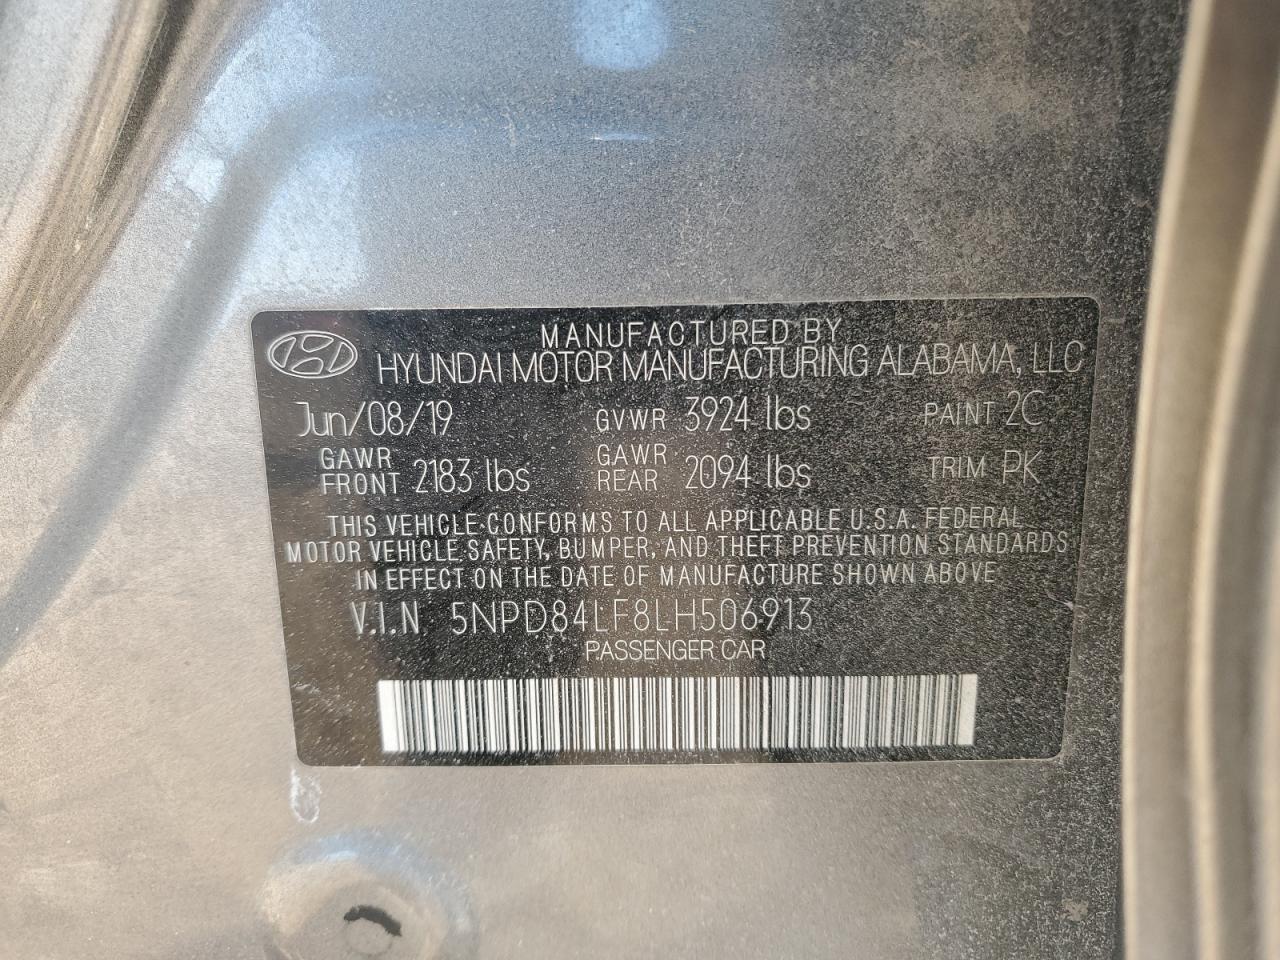 MANUFACTURED BY
HYUNDAI MOTOR MANUFACTURING ALABAMA, LLC
Jun/08/19 GVWR 3924 lbs PAINT 2C
GAWR FRONT 2183 lbs GAWR REAR 2094 lbs TRIM PK
THIS VEHICLE CONFORMS TO ALL APPLICABLE U.S.A. FEDERAL
MOTOR VEHICLE SAFETY, BUMPER, AND THEFT PREVENTION STANDARDS
IN EFFECT ON THE DATE OF MANUFACTURE SHOWN ABOVE
V.I.N 5NPD84LF8LH506913
PASSENGER CAR